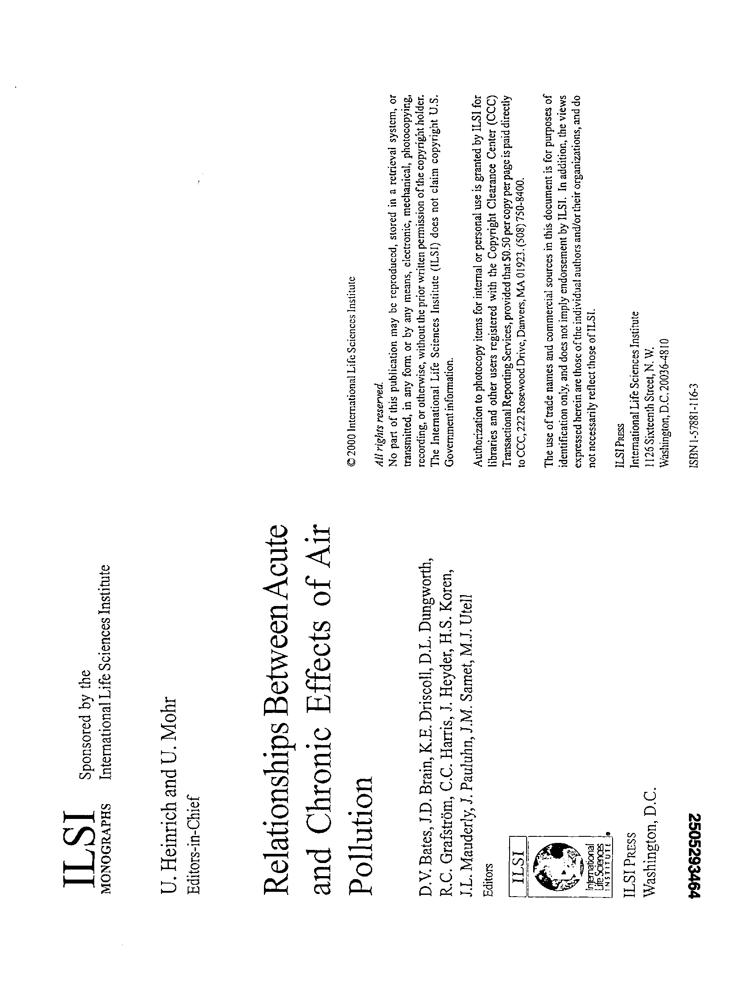 ILSI
MONOGRAPHS
Sponsored by the
International Life Sciences Institute
U. Heinrich and U. Mohr
Editors-in-Chief
Relationships Between Acute
and Chronic Effects of Air
Pollution
D.V. Bates, J.D. Brain, K.E. Driscoll, D.L. Dungworth,
R.C. Grafström, C.C. Harris, J. Heyder, H.S. Koren,
J.L. Mauderly, J. Pauluhn, J.M. Samet, M.J. Utell
Editors
ILSI
International
Life Sciences
INSTITUTE
ILSI PRESS
Washington, D.C.
2505293464
© 2000 International Life Sciences Institute
All rights reserved.
No part of this publication may be reproduced, stored in a retrieval system, or
transmitted, in any form or by any means, electronic, mechanical, photocopying,
recording, or otherwise, without the prior written permission of the copyright holder.
The International Life Sciences Institute (ILSI) does not claim copyright U.S.
Government information.
Authorization to photocopy items for internal or personal use is granted by ILSI for
libraries and other users registered with the Copyright Clearance Center (CCC)
Transactional Reporting Services, provided that $0.50 per copy per page is paid directly
to CCC, 222 Rosewood Drive, Danvers, MA 01923. (508) 750-8400.
The use of trade names and commercial sources in this document is for purposes of
identification only, and does not imply endorsement by ILSI. In addition, the views
expressed herein are those of the individual authors and/or their organizations, and do
not necessarily reflect those of ILSI.
ILSI PRESS
International Life Sciences Institute
1126 Sixteenth Street, N. W.
Washington, D.C. 20036-4810
ISBN 1-57881-116-3